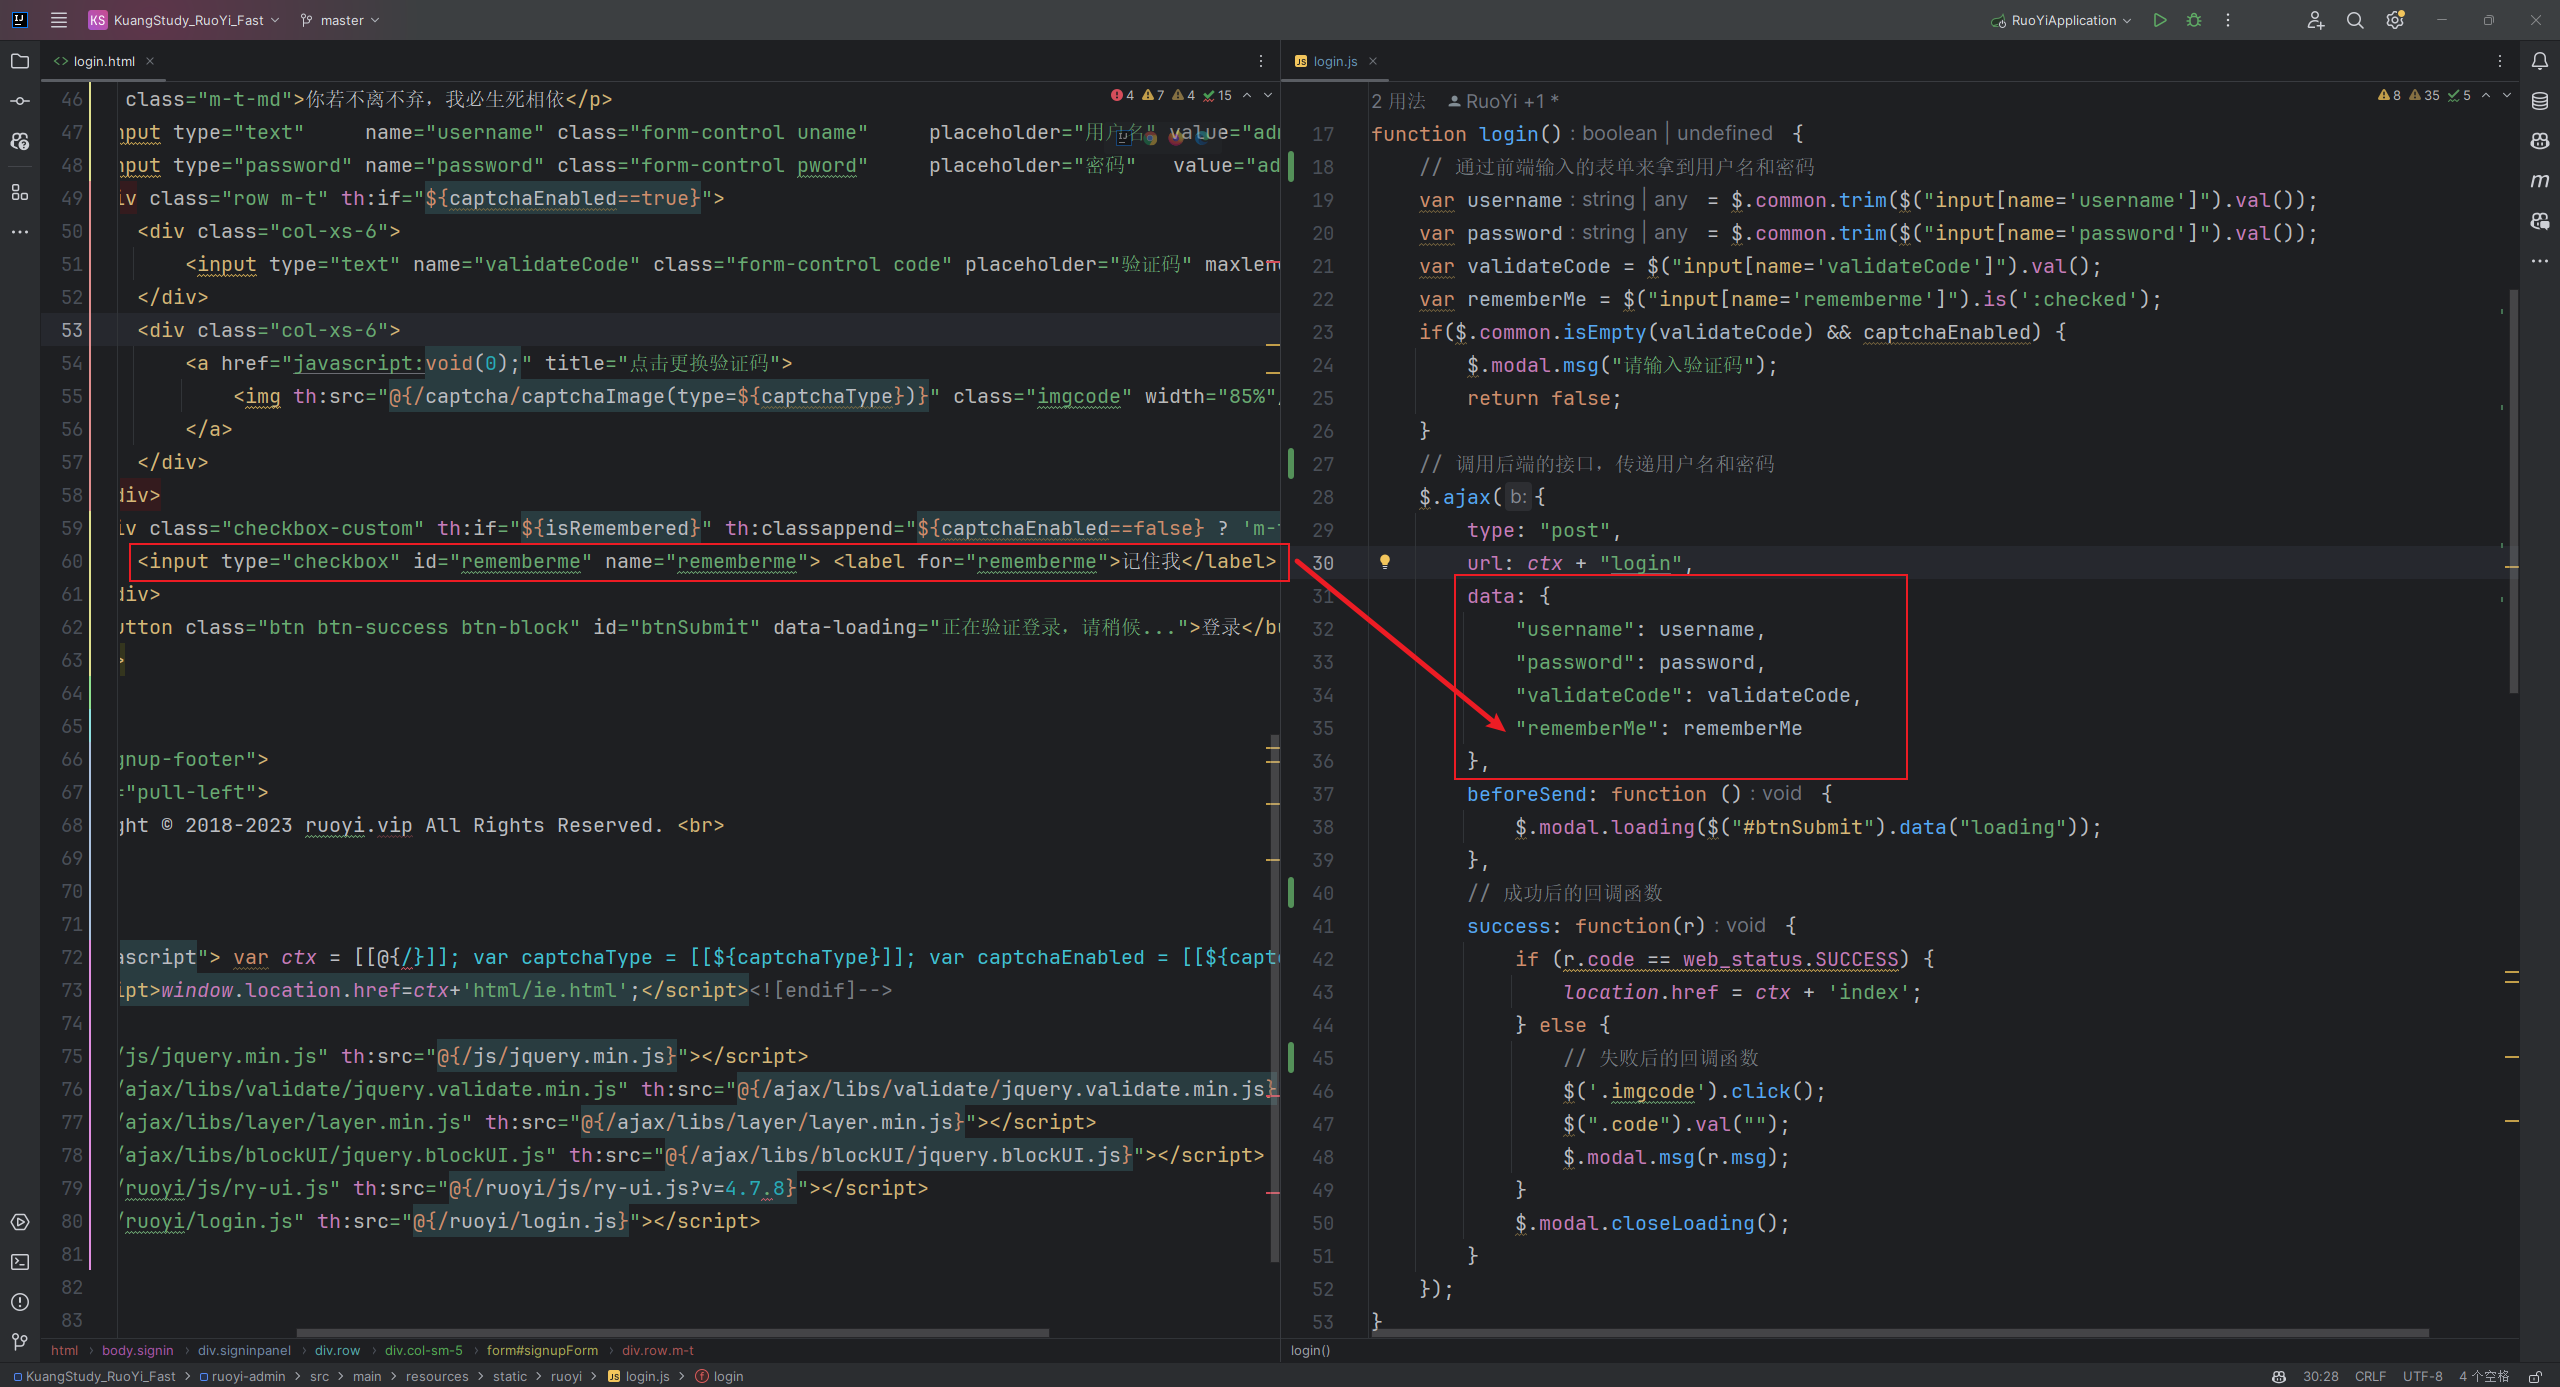 KS KuangStudy_RuoYi_Fast master RuoYiApplication
login.html
login.js
4 7 4 15
46 class="m-t-md">你若不离不弃，我必生死相依</p>
47 nput type="text" name="username" class="form-control uname" placeholder="用户名" value="adm
48 nput type="password" name="password" class="form-control pword" placeholder="密码" value="ad
49 iv class="row m-t" th:if="${captchaEnabled==true}">
50 <div class="col-xs-6">
51 <input type="text" name="validateCode" class="form-control code" placeholder="验证码" maxlen
52 </div>
53 <div class="col-xs-6">
54 <a href="javascript:void(0);" title="点击更换验证码">
55 <img th:src="@{/captcha/captchaImage(type=${captchaType})}" class="imgcode" width="85%"/
56 </a>
57 </div>
58 div>
59 iv class="checkbox-custom" th:if="${isRemembered}" th:classappend="${captchaEnabled==false} ? 'm-t
60 <input type="checkbox" id="rememberme" name="rememberme"> <label for="rememberme">记住我</label>
61 div>
62 utton class="btn btn-success btn-block" id="btnSubmit" data-loading="正在验证登录，请稍候...">登录</bu
63 >
64
65
66 gnup-footer">
67 ="pull-left">
68 ght © 2018-2023 ruoyi.vip All Rights Reserved. <br>
69
70
71
72 ascript"> var ctx = [[@{/}]]; var captchaType = [[${captchaType}]]; var captchaEnabled = [[${captc
73 ipt>window.location.href=ctx+'html/ie.html';</script><![endif]-->
74
75 /js/jquery.min.js" th:src="@{/js/jquery.min.js}"></script>
76 /ajax/libs/validate/jquery.validate.min.js" th:src="@{/ajax/libs/validate/jquery.validate.min.js}
77 /ajax/libs/layer/layer.min.js" th:src="@{/ajax/libs/layer/layer.min.js}"></script>
78 /ajax/libs/blockUI/jquery.blockUI.js" th:src="@{/ajax/libs/blockUI/jquery.blockUI.js}"></script>
79 /ruoyi/js/ry-ui.js" th:src="@{/ruoyi/js/ry-ui.js?v=4.7.8}"></script>
80 /ruoyi/login.js" th:src="@{/ruoyi/login.js}"></script>
81
82
83
html › body.signin › div.signinpanel › div.row › div.col-sm-5 › form#signupForm › div.row.m-t
2 用法 RuoYi +1 *
8 35 5
17 function login() : boolean | undefined {
18 // 通过前端输入的表单来拿到用户名和密码
19 var username : string | any = $.common.trim($("input[name='username']").val());
20 var password : string | any = $.common.trim($("input[name='password']").val());
21 var validateCode = $("input[name='validateCode']").val();
22 var rememberMe = $("input[name='rememberme']").is(':checked');
23 if($.common.isEmpty(validateCode) && captchaEnabled) {
24 $.modal.msg("请输入验证码");
25 return false;
26 }
27 // 调用后端的接口，传递用户名和密码
28 $.ajax( b: {
29 type: "post",
30 url: ctx + "login",
31 data: {
32 "username": username,
33 "password": password,
34 "validateCode": validateCode,
35 "rememberMe": rememberMe
36 },
37 beforeSend: function () : void {
38 $.modal.loading($("#btnSubmit").data("loading"));
39 },
40 // 成功后的回调函数
41 success: function(r) : void {
42 if (r.code == web_status.SUCCESS) {
43 location.href = ctx + 'index';
44 } else {
45 // 失败后的回调函数
46 $('.imgcode').click();
47 $(".code").val("");
48 $.modal.msg(r.msg);
49 }
50 $.modal.closeLoading();
51 }
52 });
53 }
login()
KuangStudy_RuoYi_Fast › ruoyi-admin › src › main › resources › static › ruoyi › login.js › login
30:28 CRLF UTF-8 4 个空格